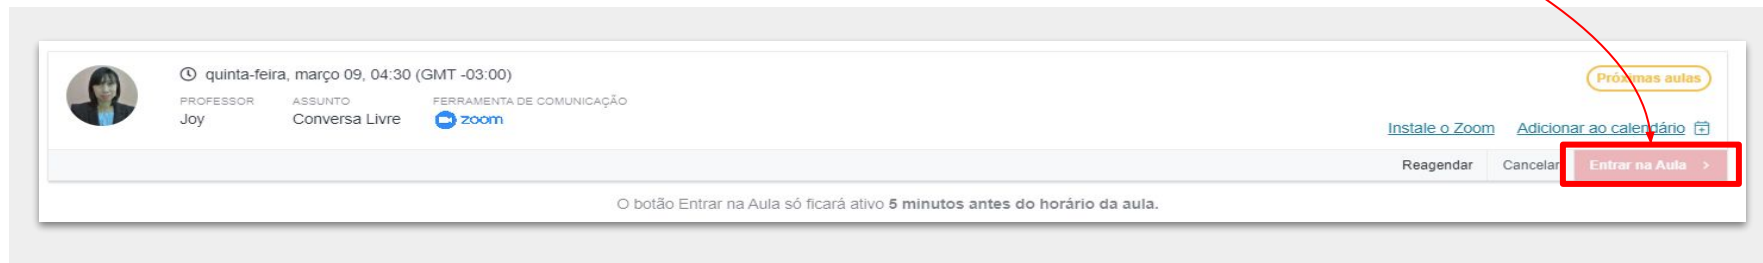 quinta-feira, março 09, 04:30 (GMT -03:00)
Próximas aulas
PROFESSOR ASSUNTO FERRAMENTA DE COMUNICAÇÃO
Joy Conversa Livre zoom
Instale o Zoom Adicionar ao calendário
Reagendar Cancelar Entrar na Aula >
O botão Entrar na Aula só ficará ativo 5 minutos antes do horário da aula.